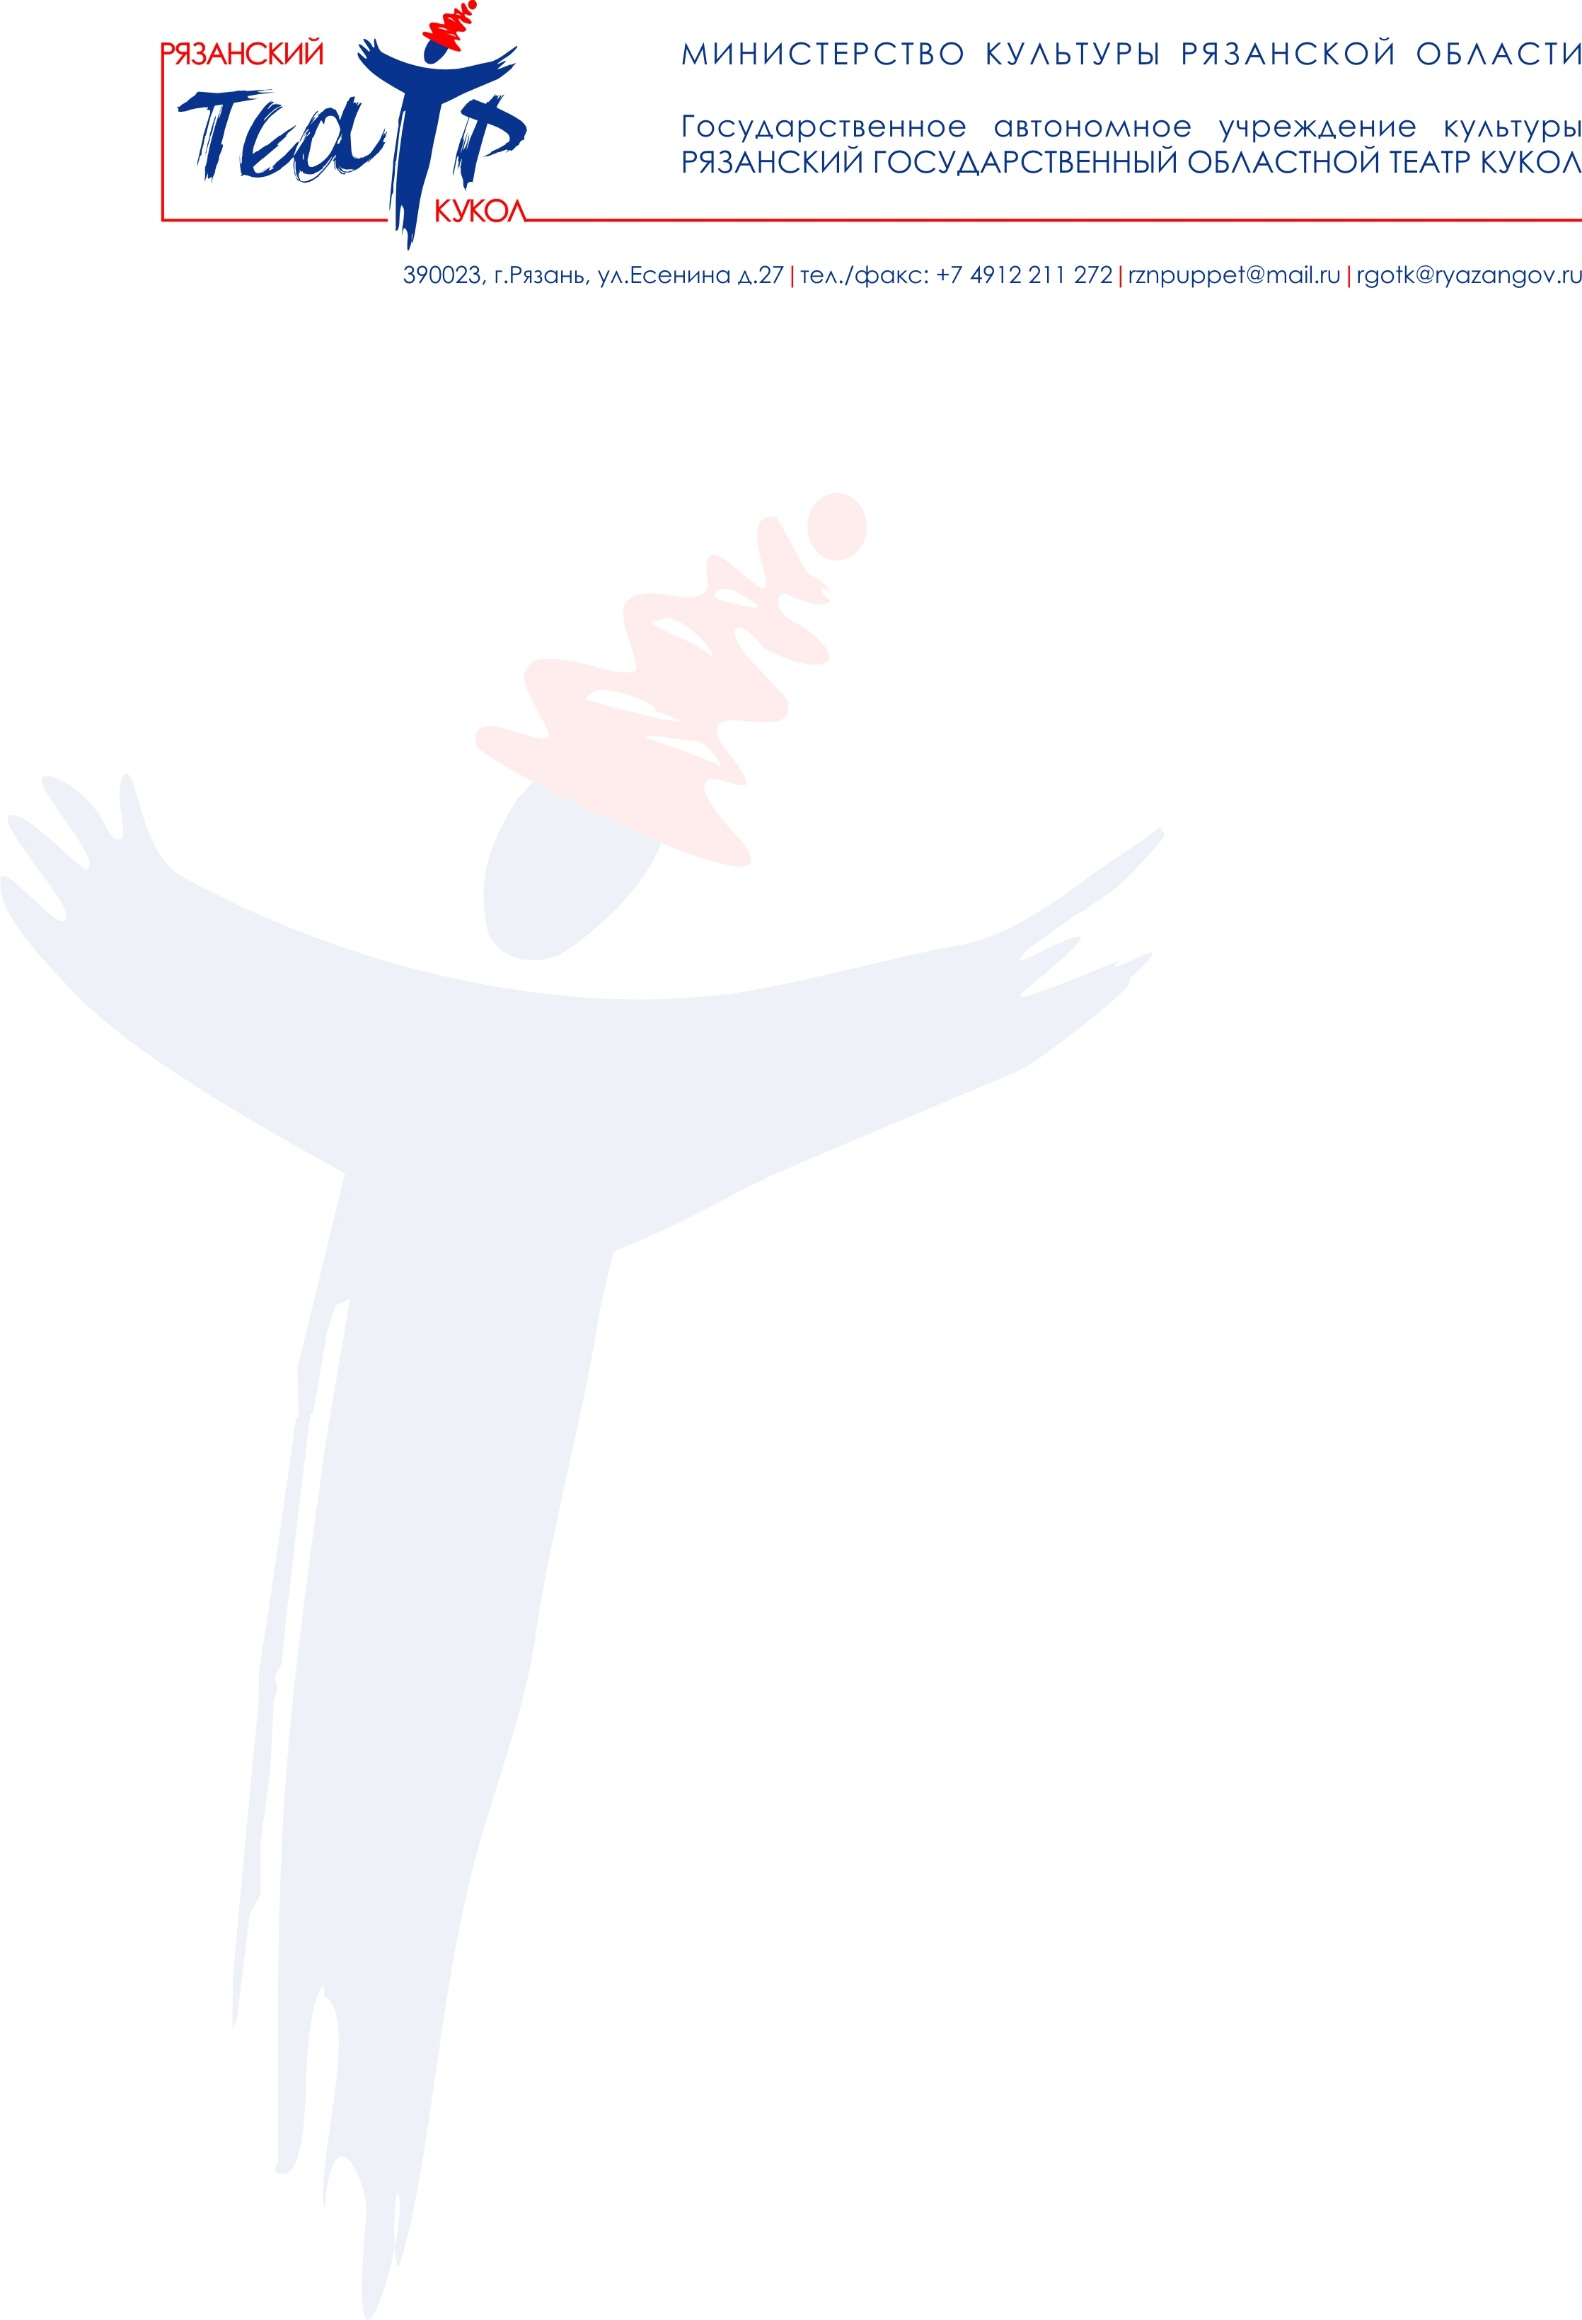 РЯЗАНСКИЙ
Театр
КУКОЛ
МИНИСТЕРСТВО КУЛЬТУРЫ РЯЗАНСКОЙ ОБЛАСТИ
Государственное автономное учреждение культуры
РЯЗАНСКИЙ ГОСУДАРСТВЕННЫЙ ОБЛАСТНОЙ ТЕАТР КУКОЛ
390023, г.Рязань, ул.Есенина д.27 | тел./факс: +7 4912 211 272 | rznpuppet@mail.ru | rgotk@ryazangov.ru